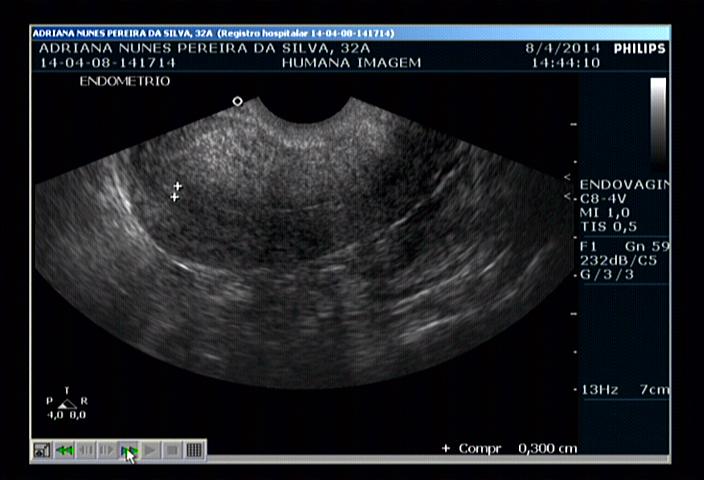 ADRIANA NUNES PEREIRA DA SILVA, 32A (Registro hospitalar 14-04-08-141714)
ADRIANA NUNES PEREIRA DA SILVA, 32A 8/4/2014 PHILIPS
14-04-08-141714 HUMANA IMAGEM 14:44:10
ENDOMETRIO
ENDOVAGIN
C8-4V
MI 1,0
TIS 0,5
F1 Gn 59
232dB/C5
G/3/3
13Hz 7cm
T
P R
4,0 8,0
+ Compr 0,300 cm